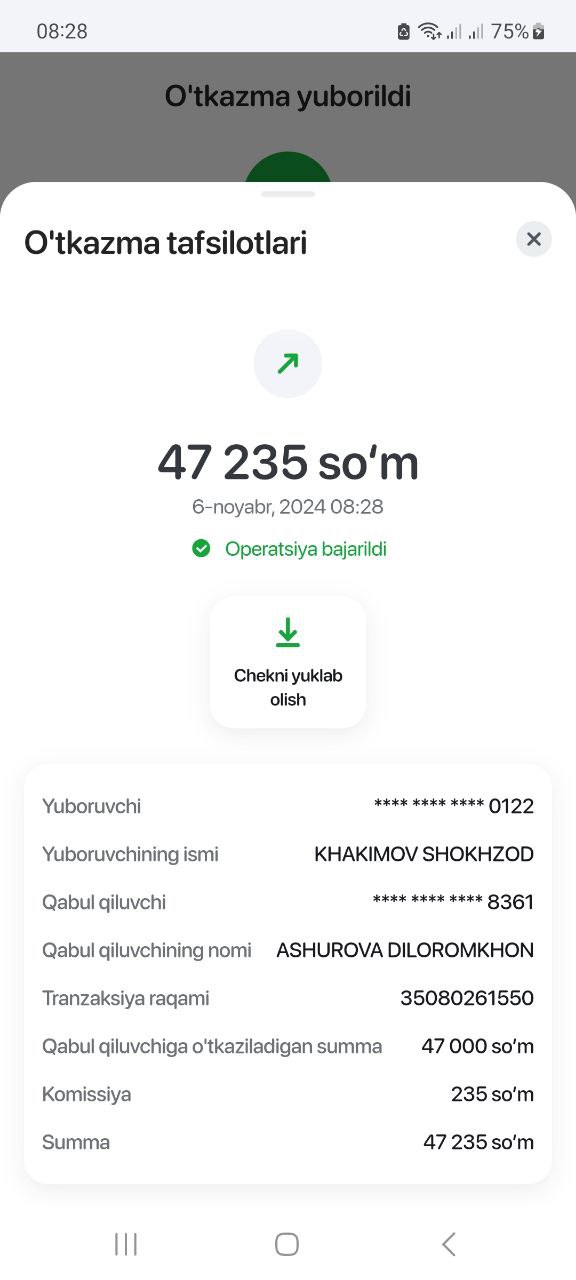 08:28
75%
O'tkazma yuborildi
O'tkazma tafsilotlari
47 235 so‘m
6-noyabr, 2024 08:28
Operatsiya bajarildi
Chekni yuklab
olish
Yuboruvchi **** **** **** 0122
Yuboruvchining ismi KHAKIMOV SHOKHZOD
Qabul qiluvchi **** **** **** 8361
Qabul qiluvchining nomi ASHUROVA DILOROMKHON
Tranzaksiya raqami 35080261550
Qabul qiluvchiga o'tkaziladigan summa 47 000 so‘m
Komissiya 235 so‘m
Summa 47 235 so‘m